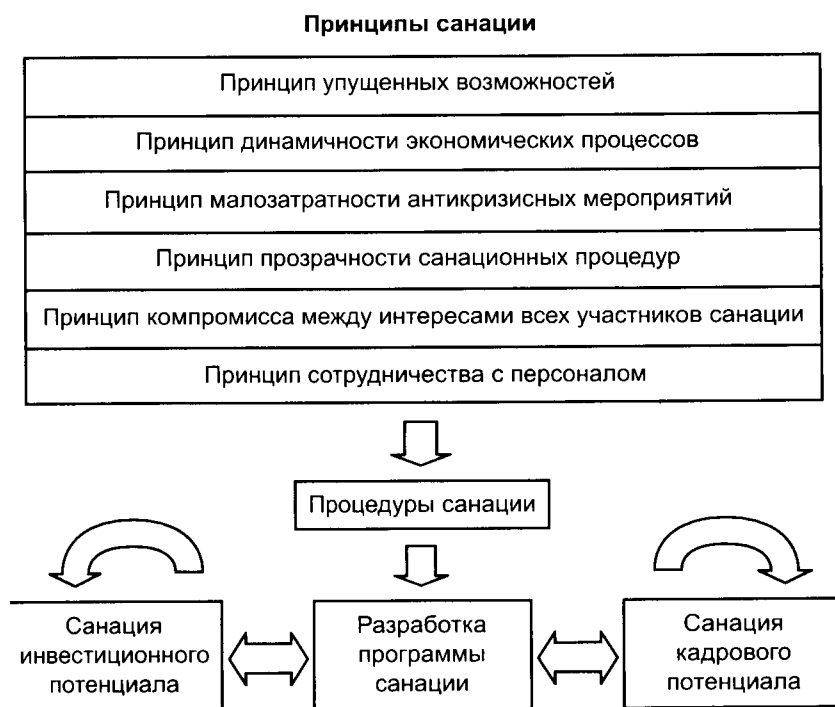 Принципы санации
Принцип упущенных возможностей
Принцип динамичности экономических процессов
Принцип малозатратности антикризисных мероприятий
Принцип прозрачности санационных процедур
Принцип компромисса между интересами всех участников санации
Принцип сотрудничества с персоналом
Процедуры санации
Санация
инвестиционного
потенциала
Разработка
программы
санации
Санация
кадрового
потенциала